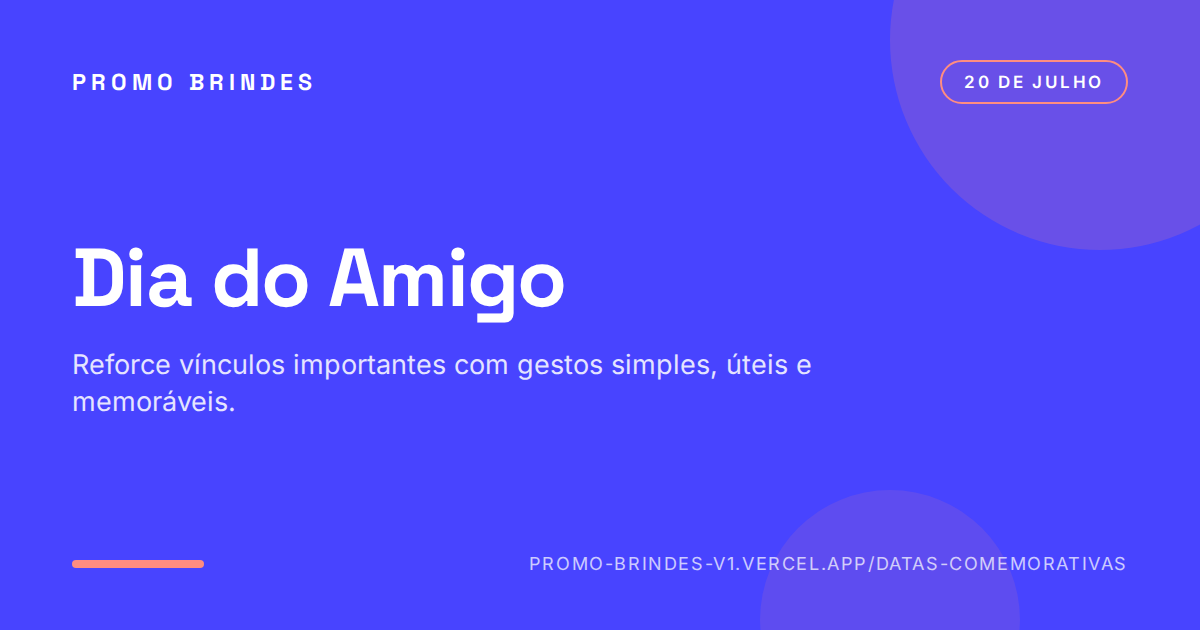 PROMO BRINDES
20 DE JULHO
Dia do Amigo
Reforce vínculos importantes com gestos simples, úteis e
memoráveis.
PROMO-BRINDES-V1.VERCEL.APP/DATAS-COMEMORATIVAS